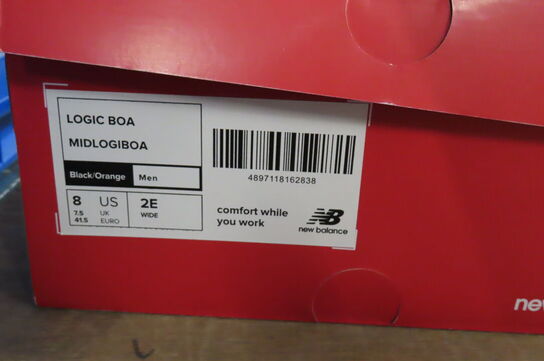 LOGIC BOA
MIDLOGIBOA
Black/Orange Men
8 US 2E
7.5 UK WIDE
41.5 EURO
4897118162838
comfort while
you work
NB
new balance
ne